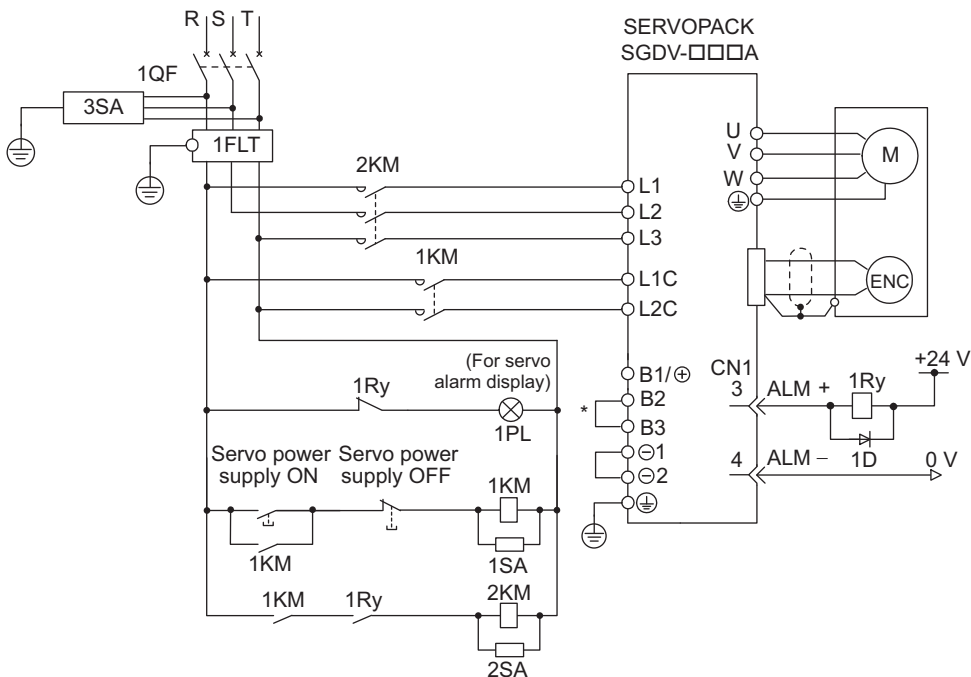 R S T
SERVOPACK
SGDV-□□□A
1QF
3SA
1FLT
2KM
U
V
W
M
L1
L2
L3
1KM
L1C
L2C
ENC
(For servo
alarm display)
1Ry
1PL
B1/⊕
B2
*
B3
⊖1
⊖2
CN1
3 ALM +
1Ry
+24 V
1D
4 ALM −
0 V
Servo power
supply ON
Servo power
supply OFF
1KM
1KM
1SA
1KM
1Ry
2KM
2SA